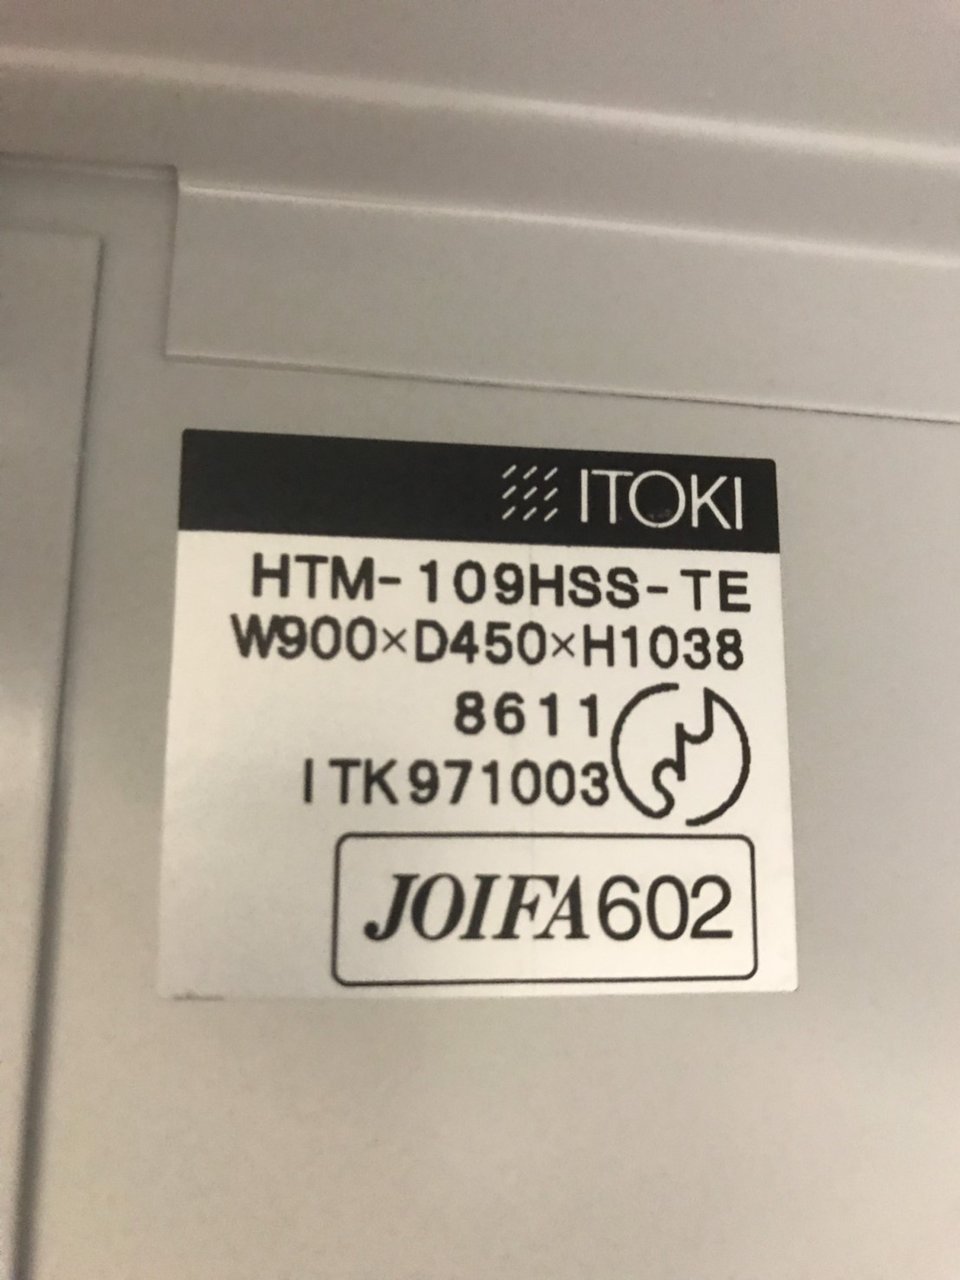 ITOKI
HTM-109HSS-TE
W900×D450×H1038
8611
ITK971003
JOIFA602